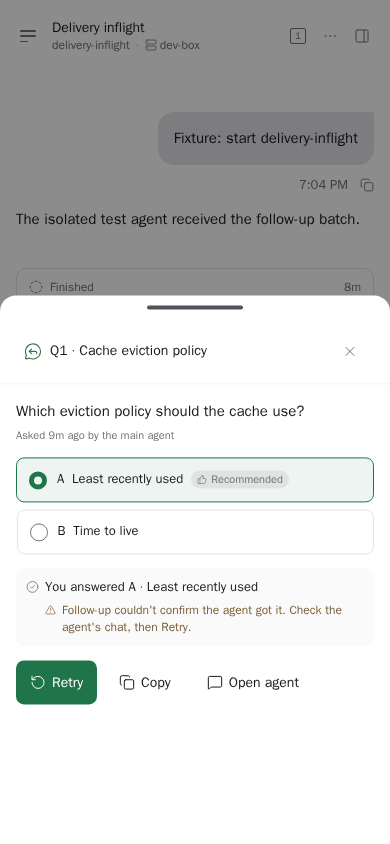 Delivery inflight
delivery-inflight · dev-box
1
Fixture: start delivery-inflight
7:04 PM
The isolated test agent received the follow-up batch.
Finished 8m
Q1 · Cache eviction policy
Which eviction policy should the cache use?
Asked 9m ago by the main agent
A Least recently used Recommended
B Time to live
You answered A · Least recently used
Follow-up couldn't confirm the agent got it. Check the
agent's chat, then Retry.
Retry Copy Open agent